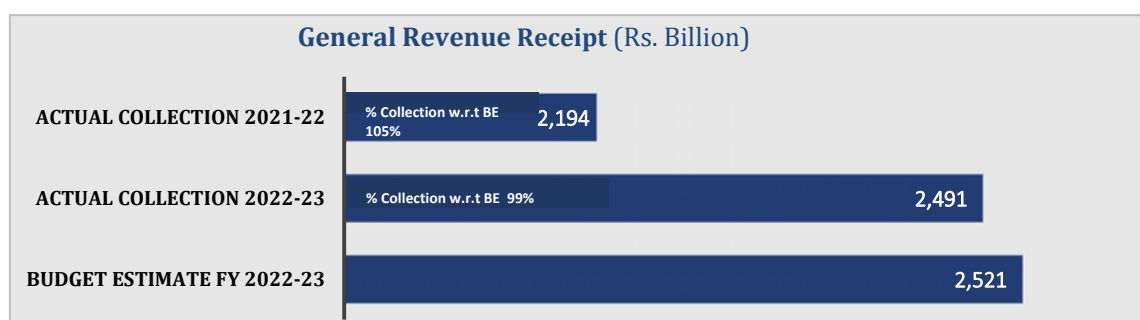 General Revenue Receipt (Rs. Billion)
ACTUAL COLLECTION 2021-22
% Collection w.r.t BE
105%
2,194
ACTUAL COLLECTION 2022-23
% Collection w.r.t BE 99%
2,491
BUDGET ESTIMATE FY 2022-23
2,521